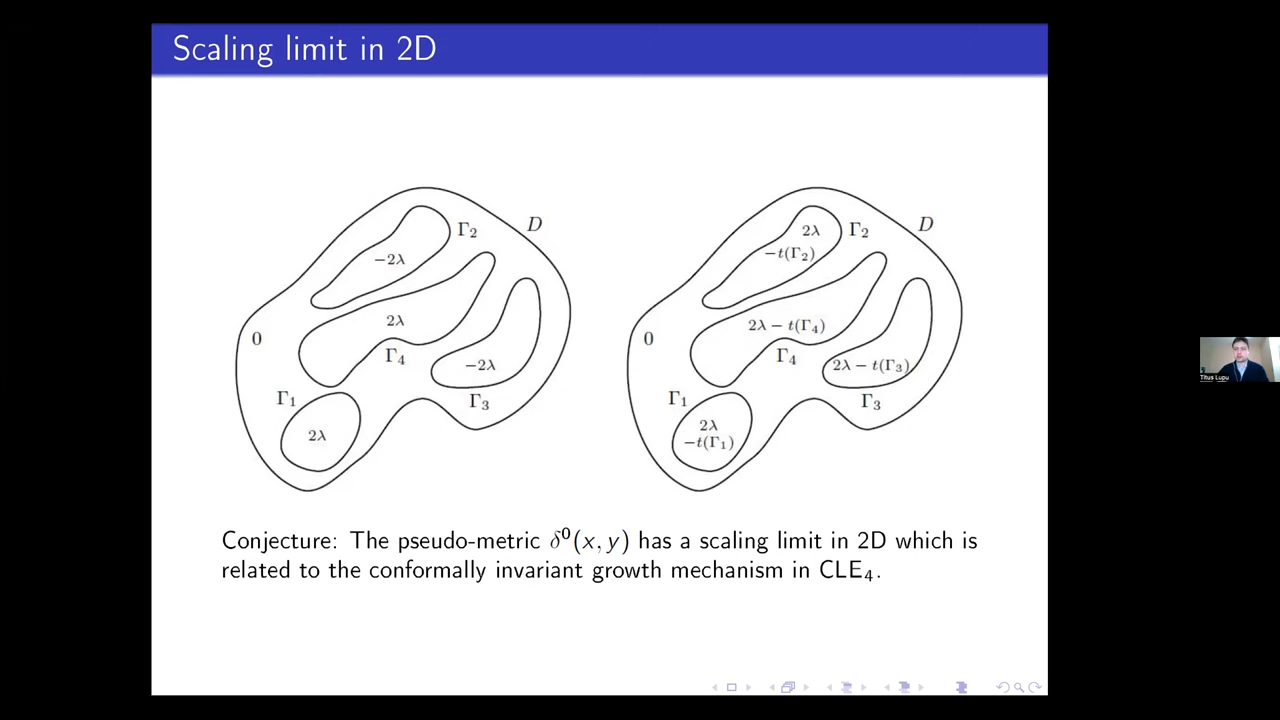 Scaling limit in 2D
Γ₂
D
−2λ
2λ
0
Γ₄
−2λ
Γ₁
Γ₃
2λ
2λ
Γ₂
D
−t(Γ₂)
2λ − t(Γ₄)
0
Γ₄
2λ − t(Γ₃)
Γ₁
Γ₃
2λ
−t(Γ₁)
Conjecture: The pseudo-metric δ⁰(x, y) has a scaling limit in 2D which is
related to the conformally invariant growth mechanism in CLE₄.
Titus Lupu